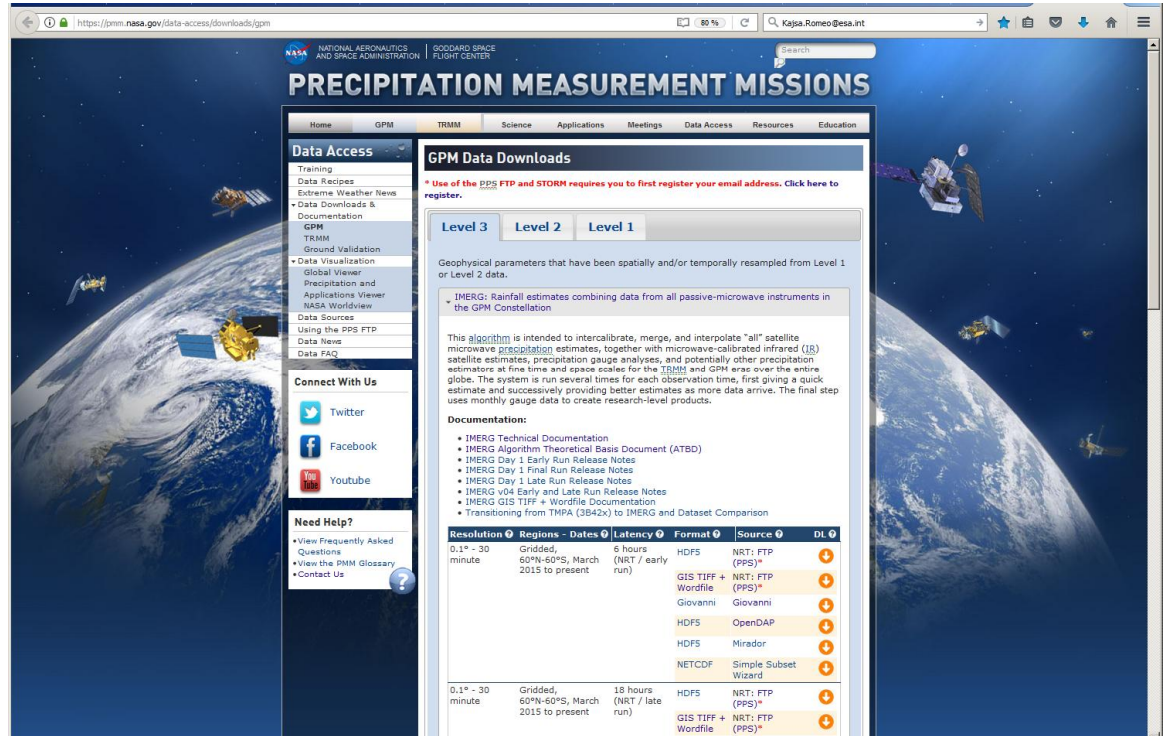 https://pmm.nasa.gov/data-access/downloads/gpm
80 %
Kajsa.Romeo@esa.int
NASA
NATIONAL AERONAUTICS AND SPACE ADMINISTRATION
GODDARD SPACE FLIGHT CENTER
Search
PRECIPITATION MEASUREMENT MISSIONS
Home GPM TRMM Science Applications Meetings Data Access Resources Education
Data Access
Training
Data Recipes
Extreme Weather News
Data Downloads &
Documentation
GPM
TRMM
Ground Validation
Data Visualization
Global Viewer
Precipitation and
Applications Viewer
NASA Worldview
Data Sources
Using the PPS FTP
Data News
Data FAQ
Connect With Us
Twitter
Facebook
You Tube
Youtube
Need Help?
•View Frequently Asked
Questions
•View the PMM Glossary
•Contact Us
?
GPM Data Downloads
* Use of the PPS FTP and STORM requires you to first register your email address. Click here to
register.
Level 3 Level 2 Level 1
Geophysical parameters that have been spatially and/or temporally resampled from Level 1
or Level 2 data.
IMERG: Rainfall estimates combining data from all passive-microwave instruments in
the GPM Constellation
This algorithm is intended to intercalibrate, merge, and interpolate "all" satellite
microwave precipitation estimates, together with microwave-calibrated infrared (IR)
satellite estimates, precipitation gauge analyses, and potentially other precipitation
estimators at fine time and space scales for the TRMM and GPM eras over the entire
globe. The system is run several times for each observation time, first giving a quick
estimate and successively providing better estimates as more data arrive. The final step
uses monthly gauge data to create research-level products.
Documentation:
• IMERG Technical Documentation
• IMERG Algorithm Theoretical Basis Document (ATBD)
• IMERG Day 1 Early Run Release Notes
• IMERG Day 1 Final Run Release Notes
• IMERG Day 1 Late Run Release Notes
• IMERG v04 Early and Late Run Release Notes
• IMERG GIS TIFF + Wordfile Documentation
• Transitioning from TMPA (3B42x) to IMERG and Dataset Comparison
Resolution ? Regions - Dates ? Latency ? Format ? Source ? DL ?
0.1° - 30 Gridded, 6 hours HDF5 NRT: FTP
minute 60°N-60°S, March (NRT / early (PPS)*
2015 to present run)
GIS TIFF + NRT: FTP
Wordfile (PPS)*
Giovanni Giovanni
HDF5 OpenDAP
HDF5 Mirador
NETCDF Simple Subset
Wizard
0.1° - 30 Gridded, 18 hours HDF5 NRT: FTP
minute 60°N-60°S, March (NRT / late (PPS)*
2015 to present run)
GIS TIFF + NRT: FTP
Wordfile (PPS)*